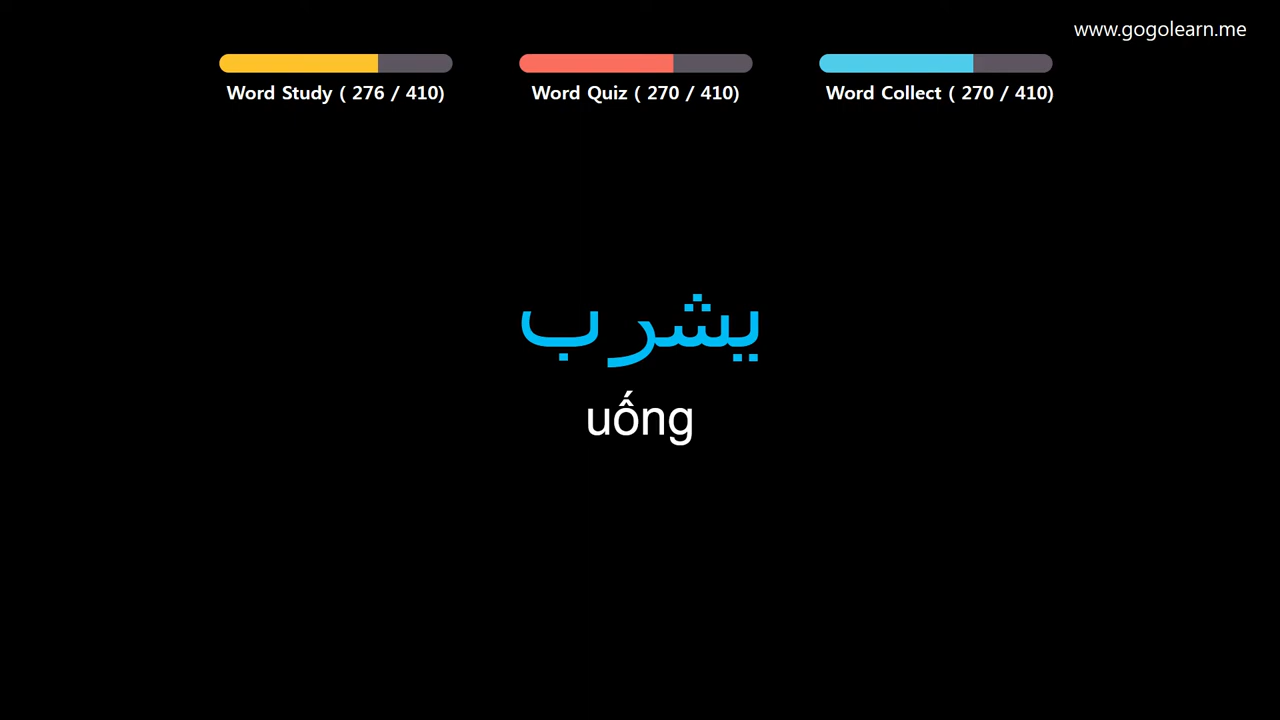 www.gogolearn.me
Word Study ( 276 / 410)
Word Quiz ( 270 / 410)
Word Collect ( 270 / 410)
يشرب
uống